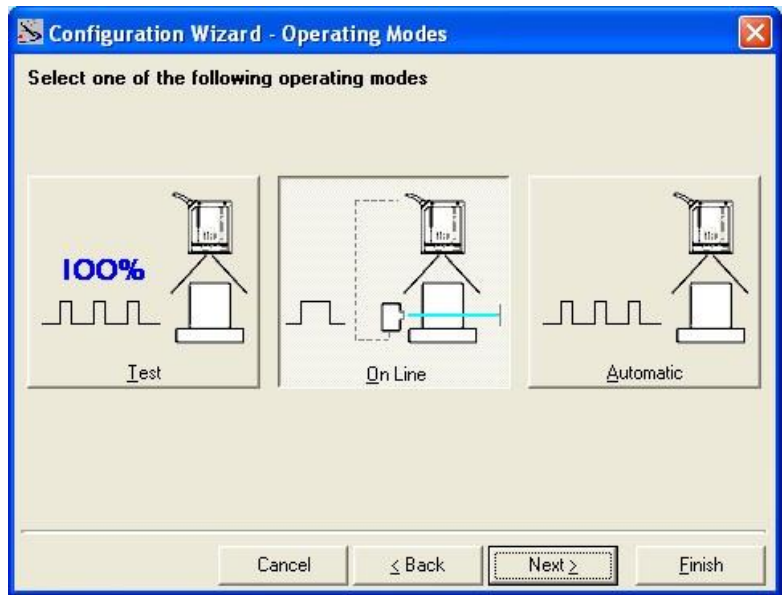 Configuration Wizard - Operating Modes
Select one of the following operating modes
100%
Test
On Line
Automatic
Cancel
< Back
Next >
Finish